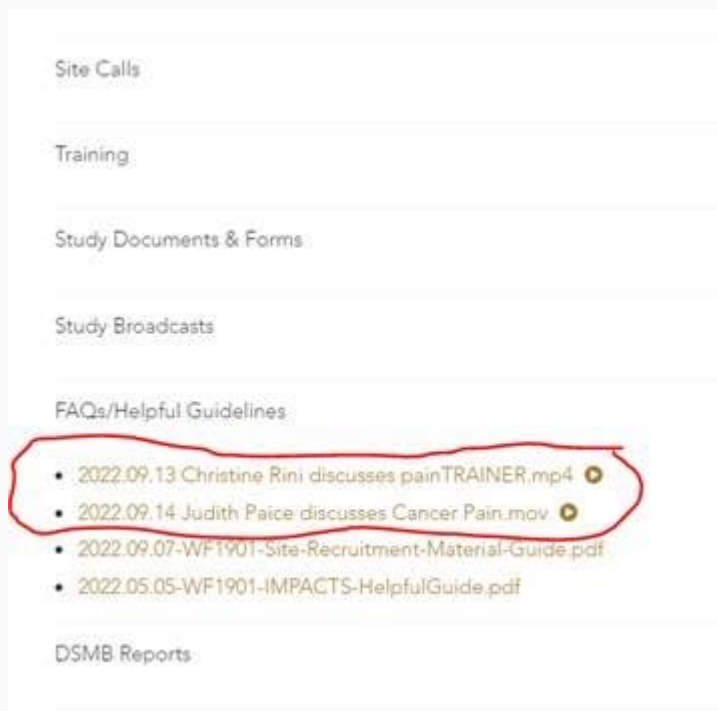 Site Calls
Training
Study Documents & Forms
Study Broadcasts
FAQs/Helpful Guidelines
• 2022.09.13 Christine Rini discusses painTRAINER.mp4
• 2022.09.14 Judith Paice discusses Cancer Pain.mov
• 2022.09.07-WF1901-Site-Recruitment-Material-Guide.pdf
• 2022.05.05-WF1901-IMPACTS-HelpfulGuide.pdf
DSMB Reports